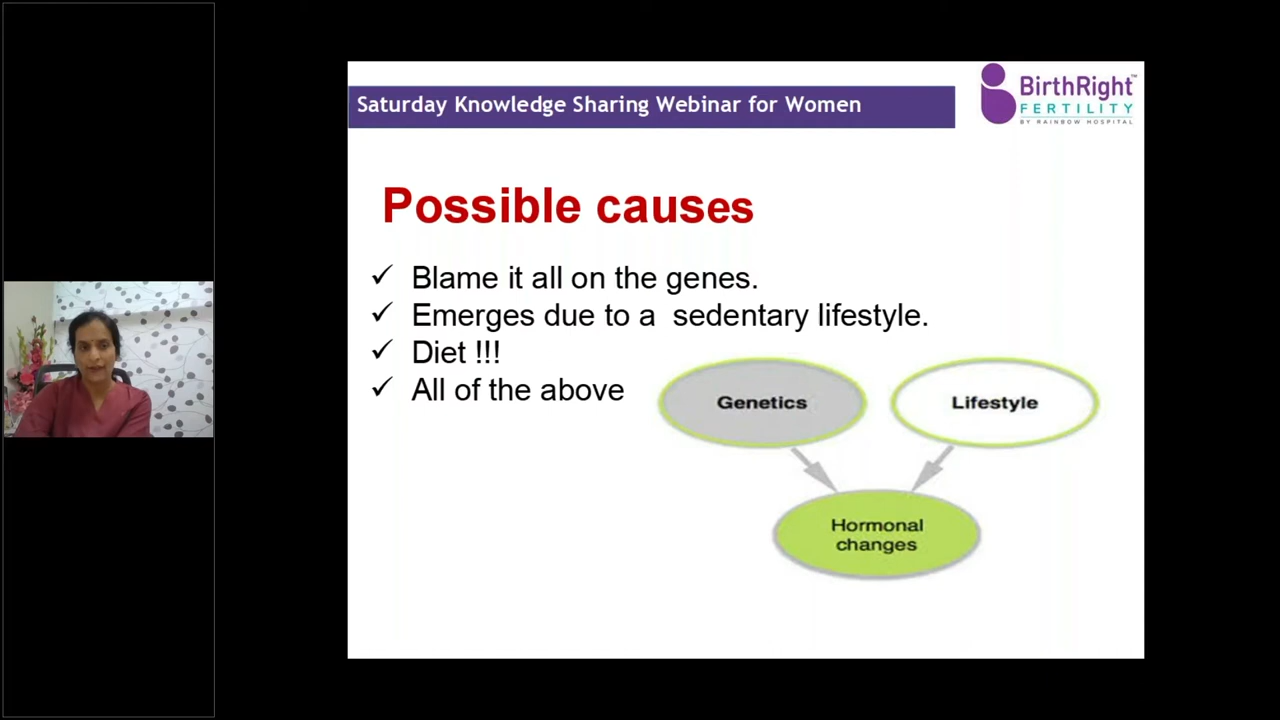 Saturday Knowledge Sharing Webinar for Women
BirthRight™
FERTILITY
BY RAINBOW HOSPITAL
Possible causes
✓ Blame it all on the genes.
✓ Emerges due to a sedentary lifestyle.
✓ Diet !!!
✓ All of the above
Genetics
Lifestyle
Hormonal
changes